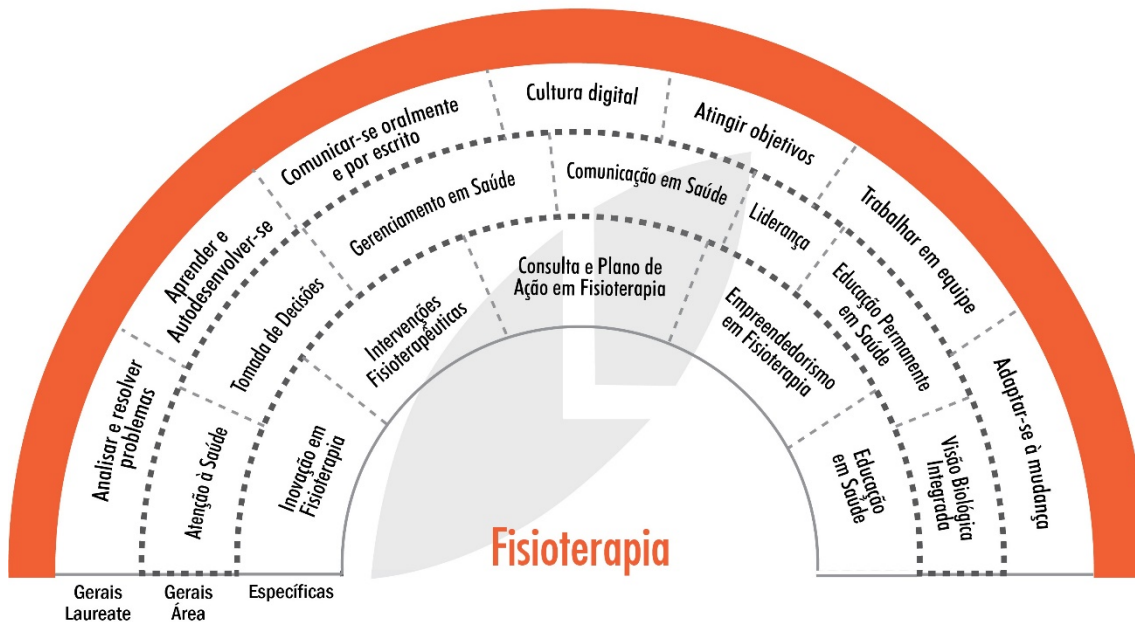 Analisar e resolver
problemas
Aprender e
Autodesenvolver-se
Comunicar-se oralmente
e por escrito
Cultura digital
Atingir objetivos
Trabalhar em equipe
Adaptar-se à mudança
Atenção à Saúde
Tomada de Decisões
Gerenciamento em Saúde
Comunicação em Saúde
Liderança
Educação Permanente
em Saúde
Visão Biológica
Integrada
Inovação em
Fisioterapia
Intervenções
Fisioterapêuticas
Consulta e Plano de
Ação em Fisioterapia
Empreendedorismo
em Fisioterapia
Educação
em Saúde
Fisioterapia
Gerais
Laureate
Gerais
Área
Específicas